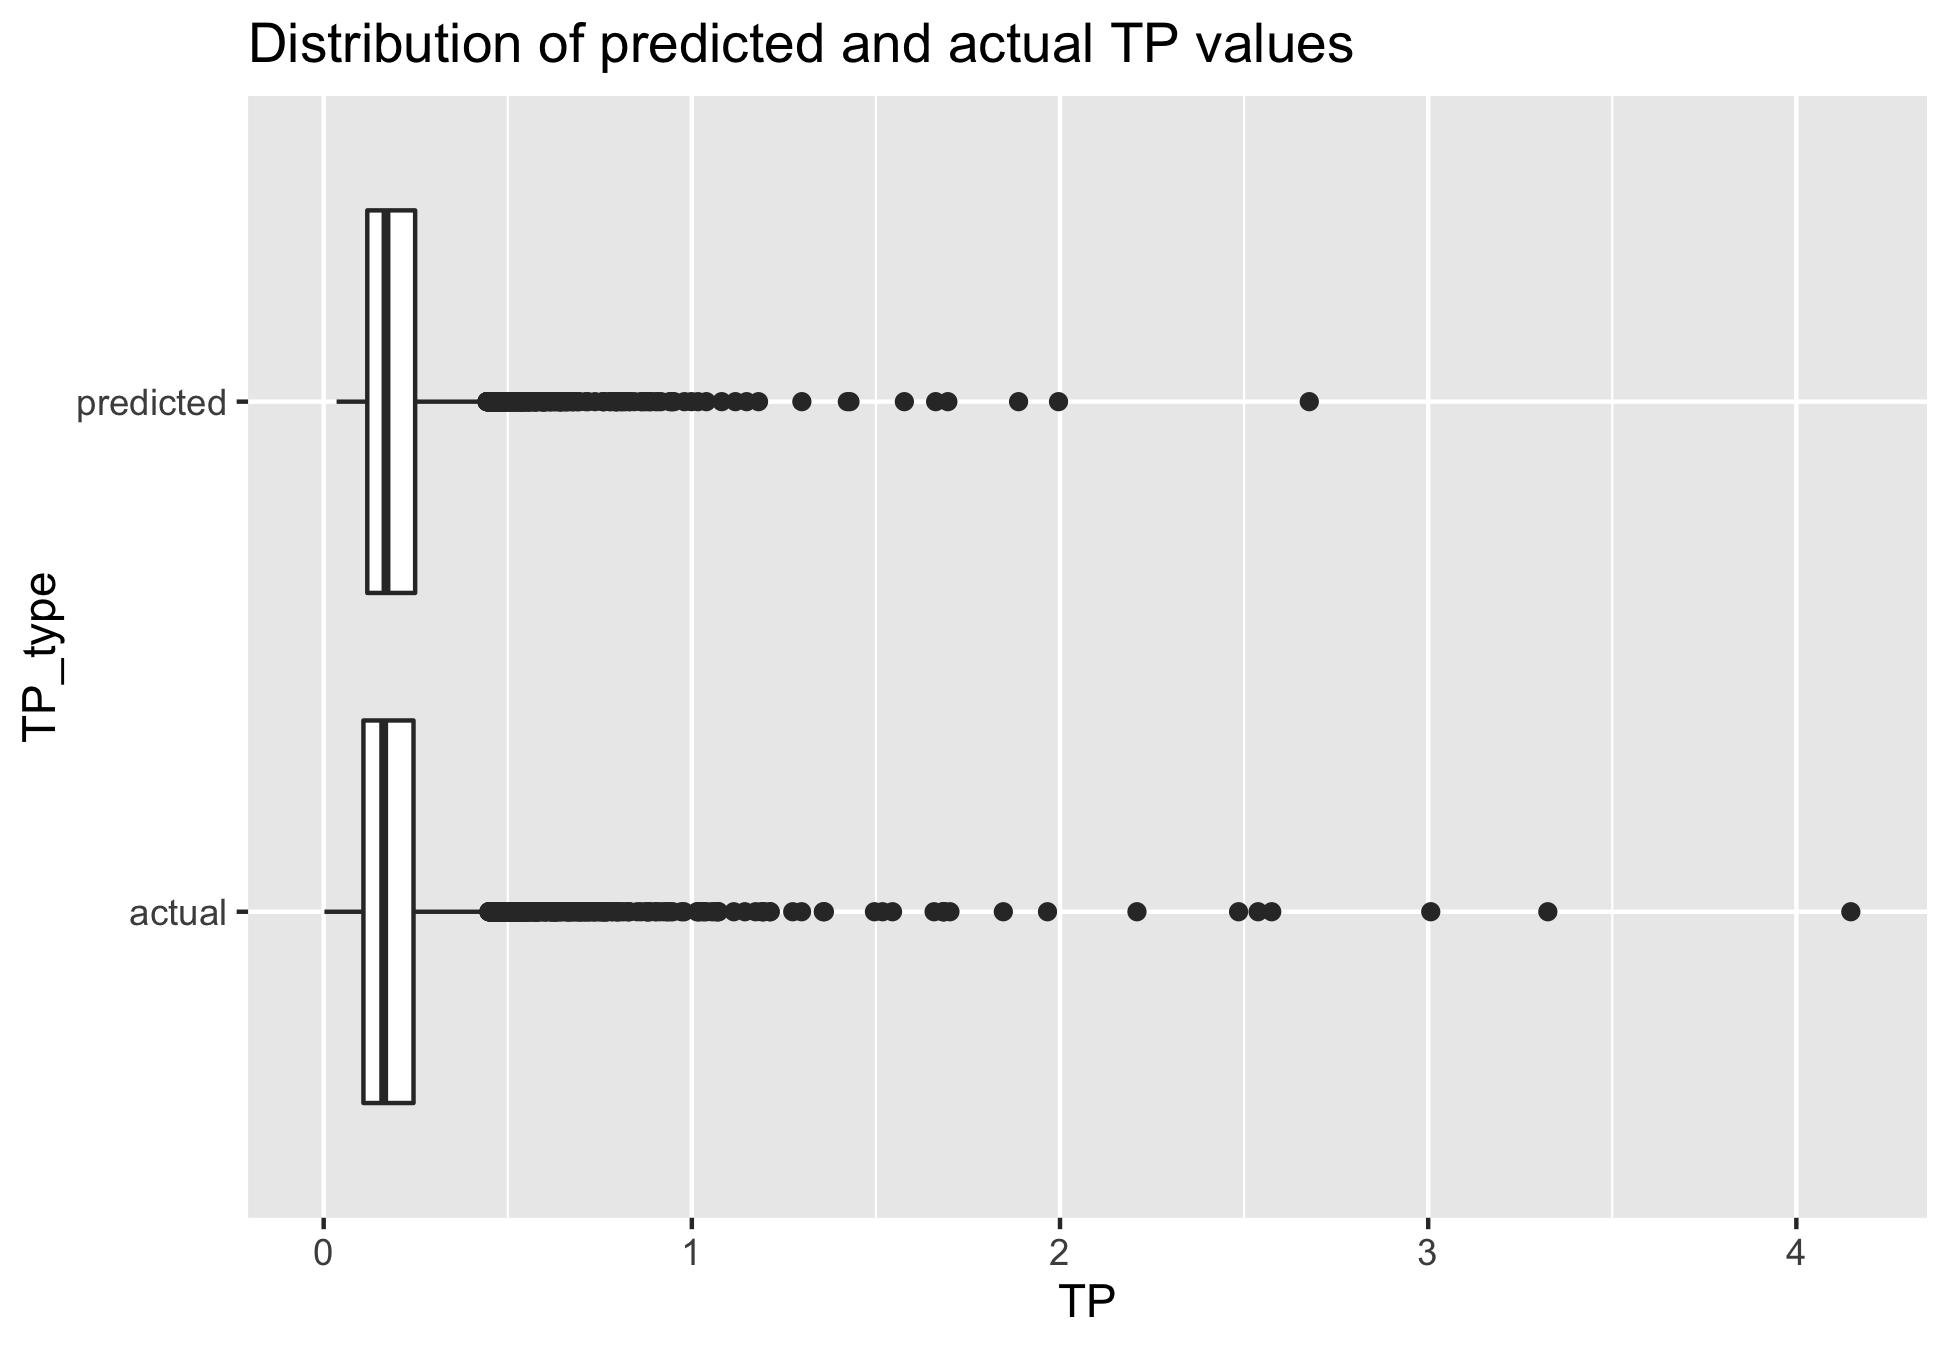 Distribution of predicted and actual TP values
TP_type
predicted
actual
0 1 2 3 4
TP